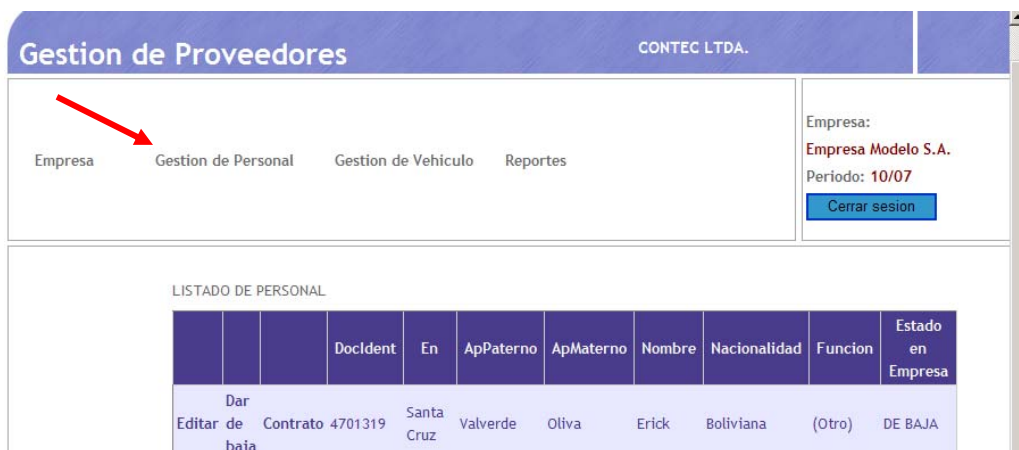 Gestion de Proveedores
CONTEC LTDA.
Empresa
Gestion de Personal
Gestion de Vehiculo
Reportes
Empresa:
Empresa Modelo S.A.
Periodo: 10/07
Cerrar sesion
LISTADO DE PERSONAL
DocIdent En ApPaterno ApMaterno Nombre Nacionalidad Funcion Estado en Empresa
Editar Dar de baja Contrato 4701319 Santa Cruz Valverde Oliva Erick Boliviana (Otro) DE BAJA